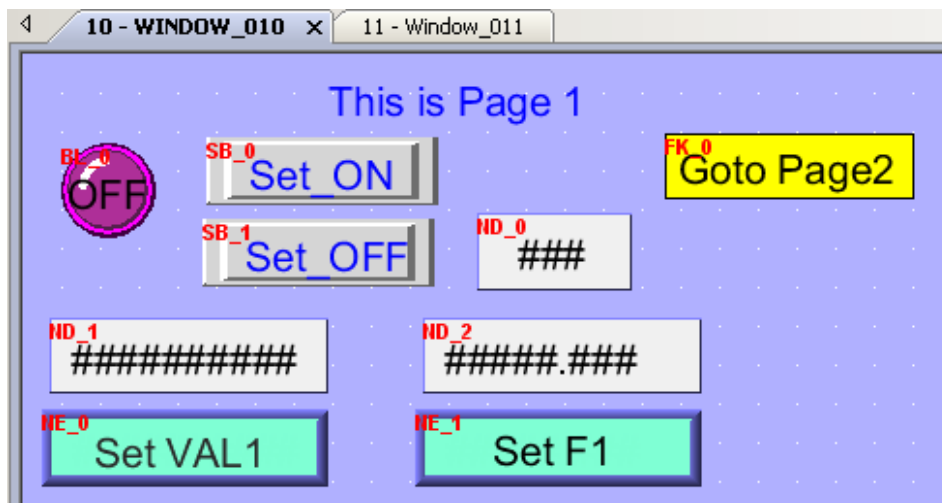 10 - WINDOW_010 X 11 - Window_011
This is Page 1
BL_0
OFF
SB_0
Set_ON
FK_0
Goto Page2
SB_1
Set_OFF
ND_0
###
ND_1
##########
ND_2
#####.###
NE_0
Set VAL1
NE_1
Set F1